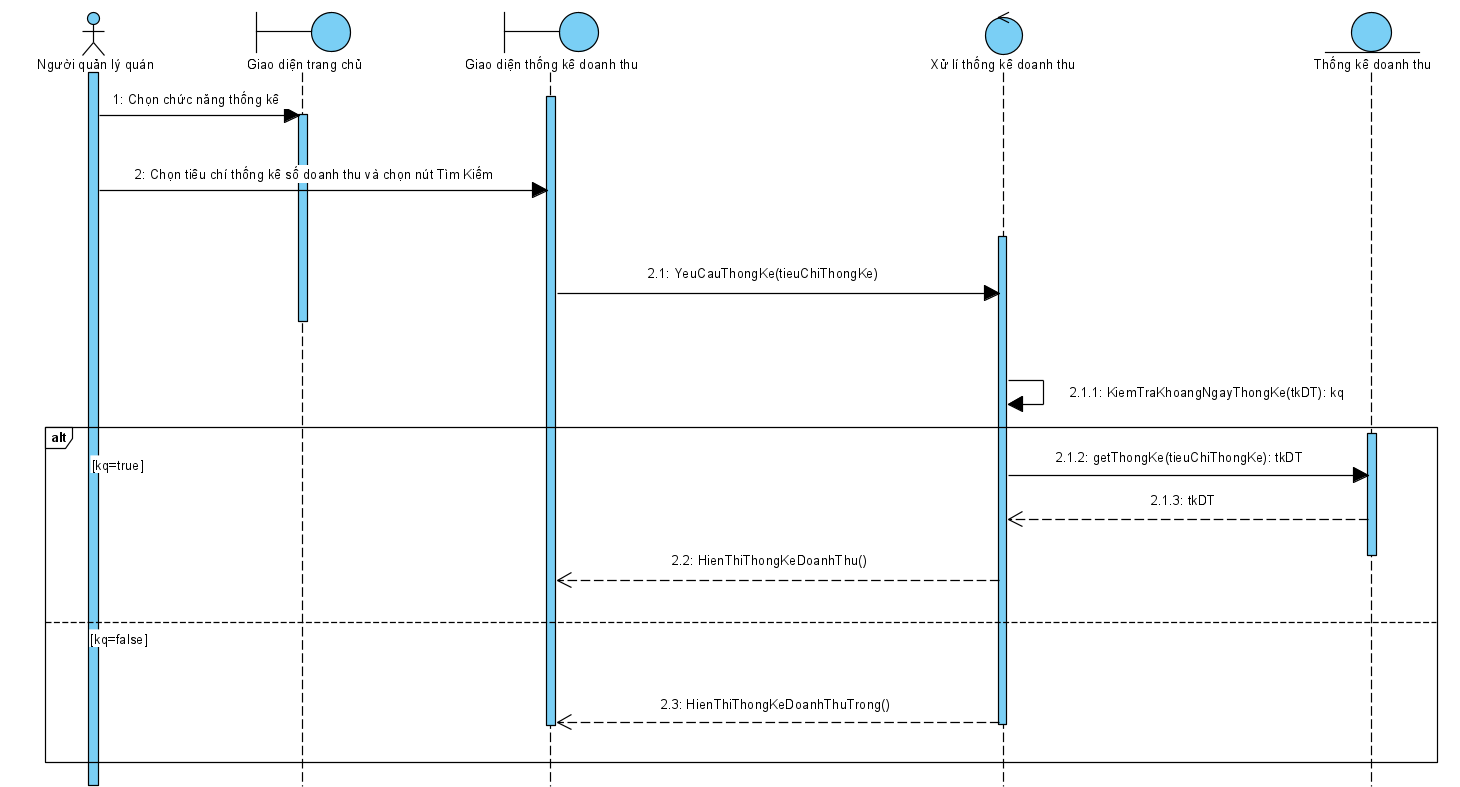 Người quản lý quán
Giao diện trang chủ
Giao diện thống kê doanh thu
Xử lí thống kê doanh thu
Thống kê doanh thu
1: Chọn chức năng thống kê
2: Chọn tiêu chí thống kê số doanh thu và chọn nút Tìm Kiếm
2.1: YeuCauThongKe(tieuChiThongKe)
2.1.1: KiemTraKhoangNgayThongKe(tkDT): kq
alt
[kq=true]
2.1.2: getThongKe(tieuChiThongKe): tkDT
2.1.3: tkDT
2.2: HienThiThongKeDoanhThu()
[kq=false]
2.3: HienThiThongKeDoanhThuTrong()